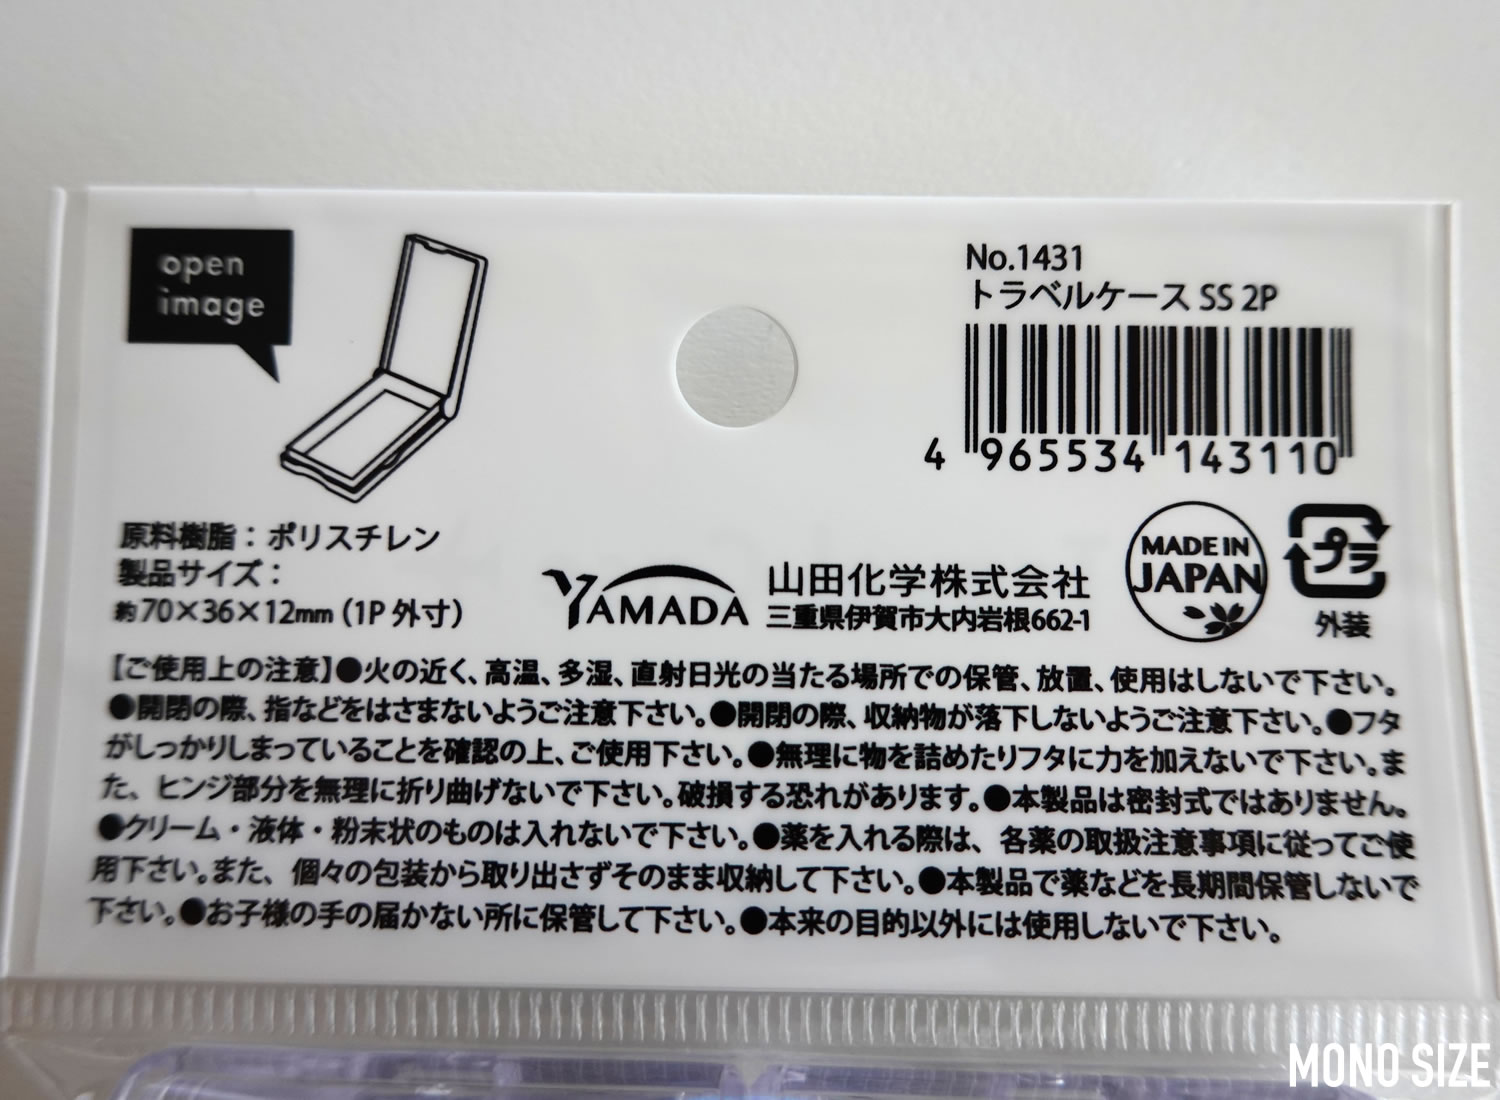 open
image
No.1431
トラベルケース SS 2P
4 965534 143110
原料樹脂：ポリスチレン
製品サイズ：
約70×36×12mm（1P 外寸）
YAMADA
山田化学株式会社
三重県伊賀市大内岩根662-1
MADE IN
JAPAN
プラ
外装
【ご使用上の注意】●火の近く、高温、多湿、直射日光の当たる場所での保管、放置、使用はしないで下さい。
●開閉の際、指などをはさまないようご注意下さい。●開閉の際、収納物が落下しないようご注意下さい。●フタ
がしっかりしまっていることを確認の上、ご使用下さい。●無理に物を詰めたりフタに力を加えないで下さい。ま
た、ヒンジ部分を無理に折り曲げないで下さい。破損する恐れがあります。●本製品は密封式ではありません。
●クリーム・液体・粉末状のものは入れないで下さい。●薬を入れる際は、各薬の取扱注意事項に従ってご使
用下さい。また、個々の包装から取り出さずそのまま収納して下さい。●本製品で薬などを長期間保管しないで
下さい。●お子様の手の届かない所に保管して下さい。●本来の目的以外には使用しないで下さい。
MONO SIZE